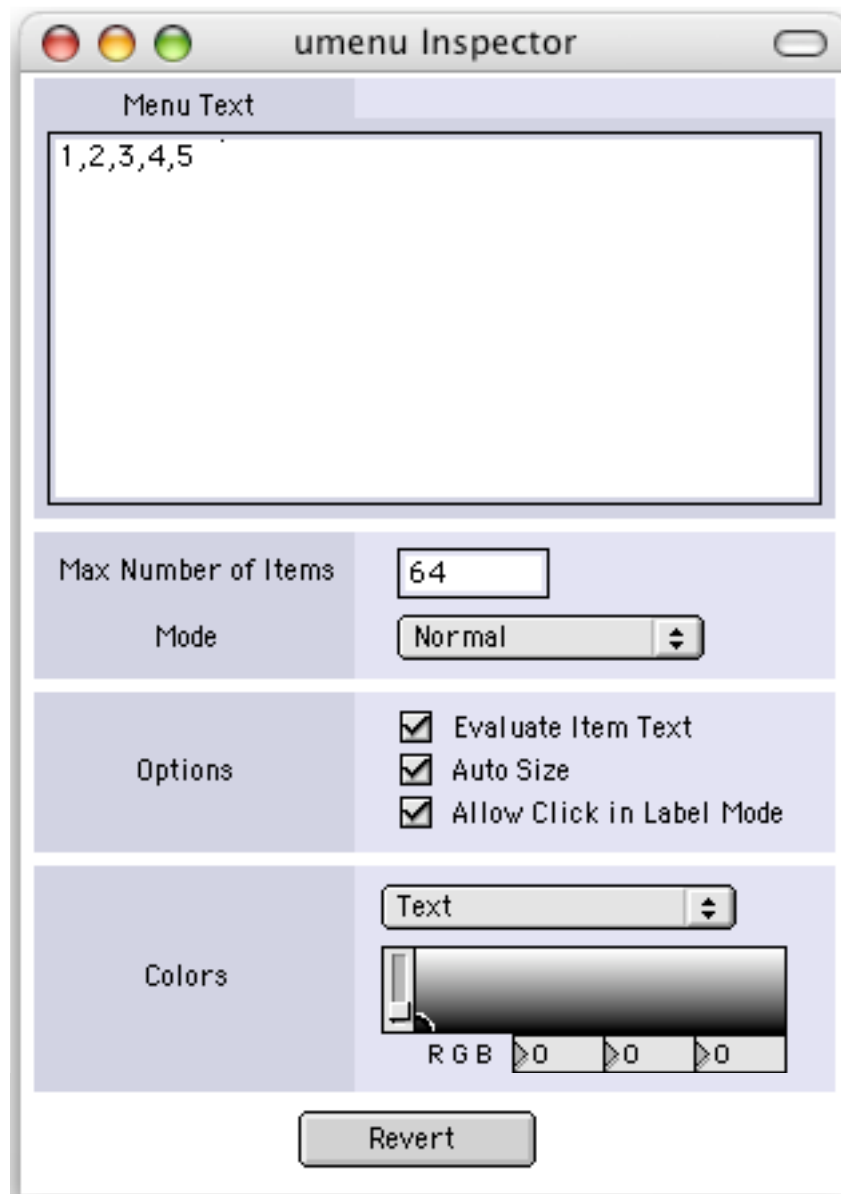 umenu Inspector
Menu Text
1,2,3,4,5
Max Number of Items 64
Mode Normal
Options
Evaluate Item Text
Auto Size
Allow Click in Label Mode
Text
Colors
R G B 0 0 0
Revert